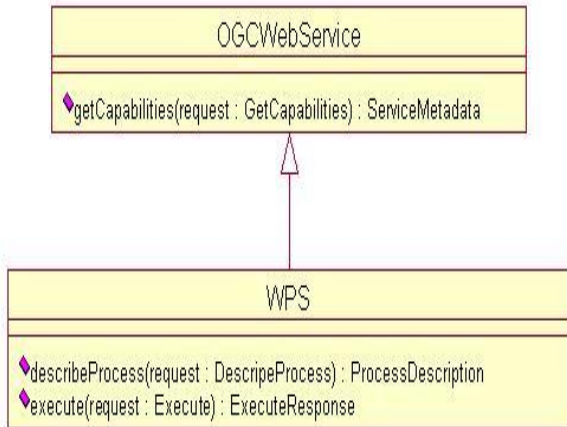 OGCWebService
getCapabilities(request : GetCapabilities) : ServiceMetadata
WPS
describeProcess(request : DescripeProcess) : ProcessDescription
execute(request : Execute) : ExecuteResponse